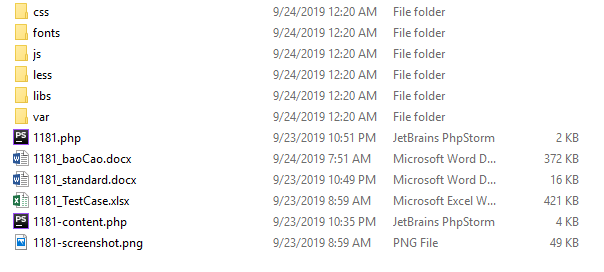 css 9/24/2019 12:20 AM File folder
fonts 9/24/2019 12:20 AM File folder
js 9/24/2019 12:20 AM File folder
less 9/24/2019 12:20 AM File folder
libs 9/24/2019 12:20 AM File folder
var 9/24/2019 12:20 AM File folder
PS 1181.php 9/23/2019 10:51 PM JetBrains PhpStorm 2 KB
1181_baoCao.docx 9/24/2019 7:51 AM Microsoft Word D... 372 KB
1181_standard.docx 9/23/2019 10:49 PM Microsoft Word D... 16 KB
1181_TestCase.xlsx 9/23/2019 8:59 AM Microsoft Excel W... 421 KB
PS 1181-content.php 9/23/2019 10:35 PM JetBrains PhpStorm 4 KB
1181-screenshot.png 9/23/2019 8:59 AM PNG File 49 KB